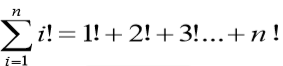 n
∑ i! = 1! + 2! + 3!... + n !
i=1